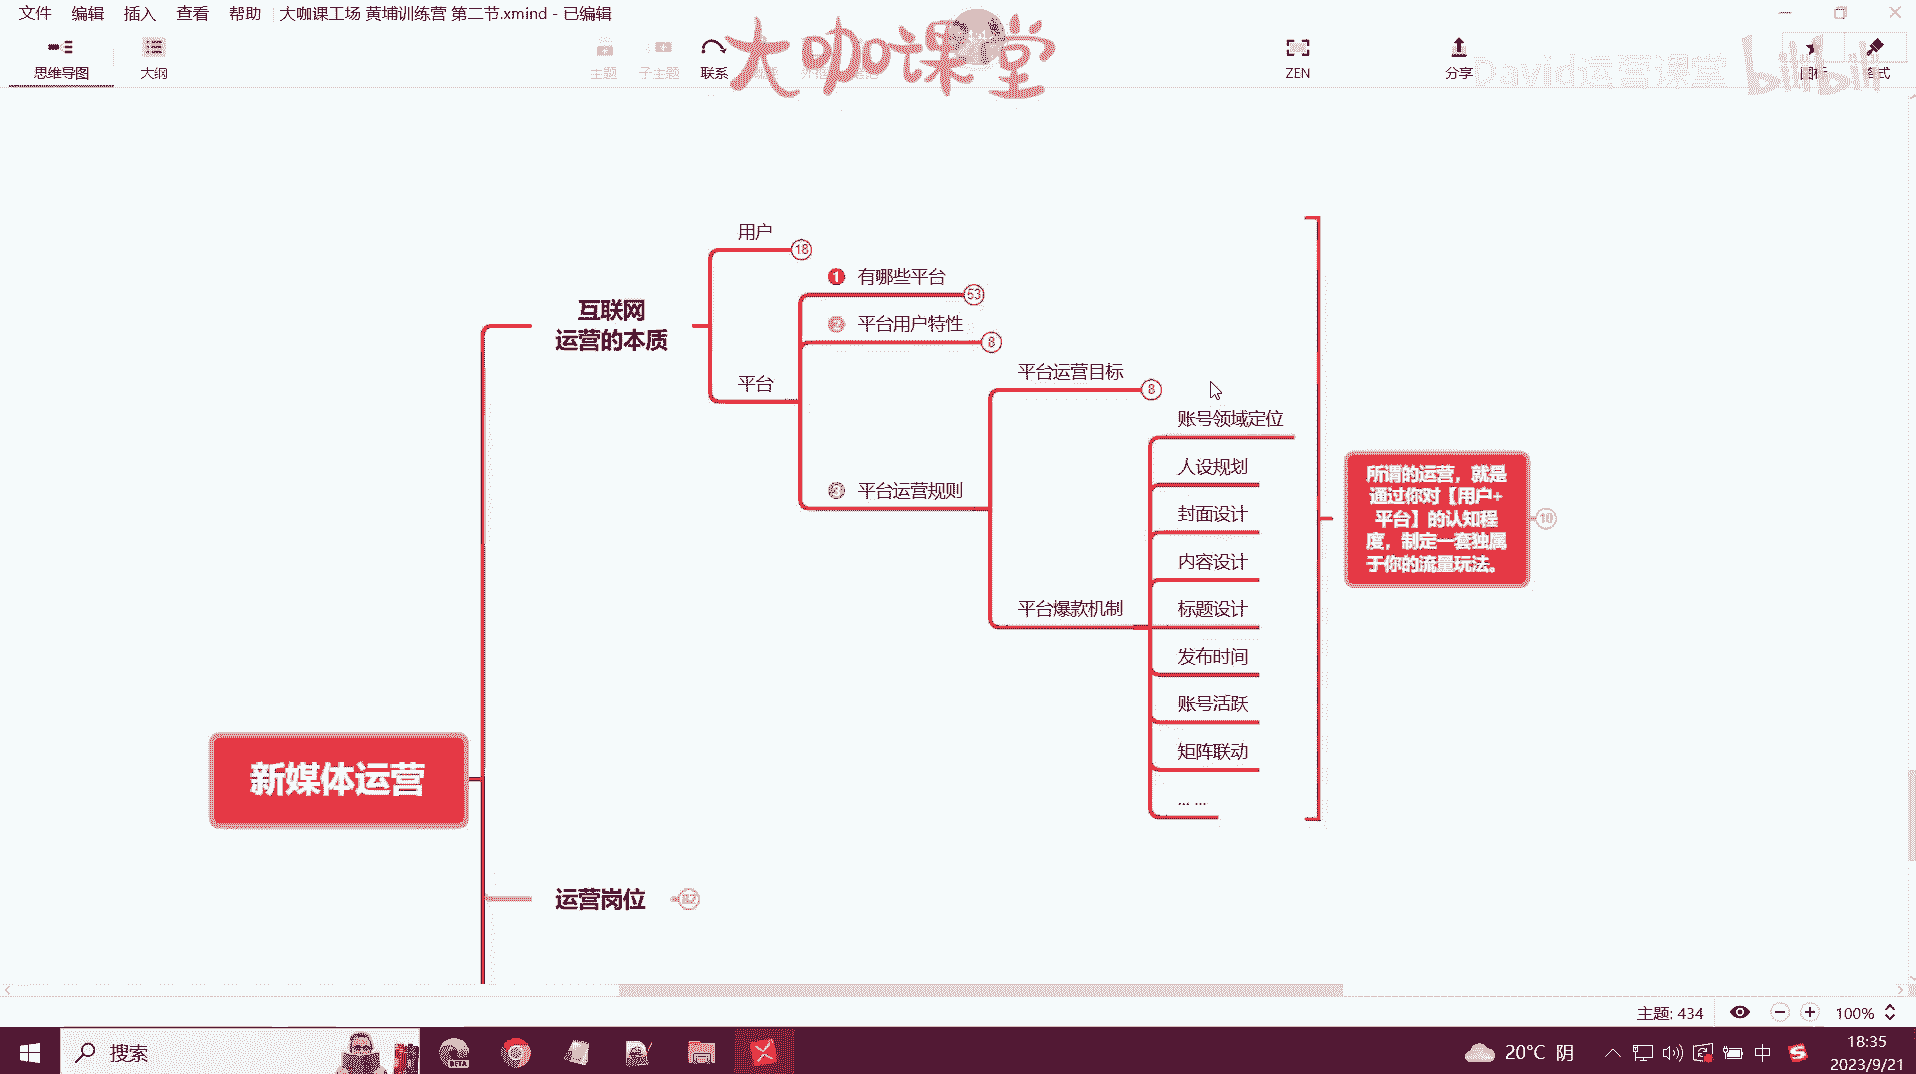 文件 编辑 插入 查看 帮助 大咖课工场 黄埔训练营 第二节.xmind - 已编辑
大咖课堂
David运营课堂 bilibili
思维导图 大纲 主题 子主题 联系 ZEN 分享
用户 18
1 有哪些平台 53
2 平台用户特性 8
互联网
运营的本质
平台运营目标 8
平台
账号领域定位
人设规划
3 平台运营规则
封面设计
内容设计
平台爆款机制
标题设计
发布时间
账号活跃
矩阵联动
... ...
所谓的运营，就是
通过你对【用户+
平台】的认知程
度，制定一套独属
于你的流量玩法。
10
新媒体运营
运营岗位
主题: 434 100%
搜索 BETA 20°C 阴 中 18:35
2023/9/21